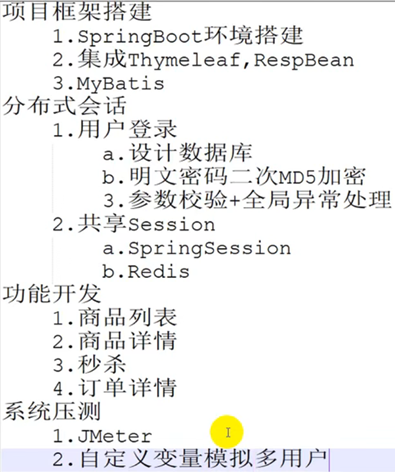 项目框架搭建
1.SpringBoot环境搭建
2.集成Thymeleaf,RespBean
3.MyBatis
分布式会话
1.用户登录
a.设计数据库
b.明文密码二次MD5加密
3.参数校验+全局异常处理
2.共享Session
a.SpringSession
b.Redis
功能开发
1.商品列表
2.商品详情
3.秒杀
4.订单详情
系统压测
1.JMeter
2.自定义变量模拟多用户